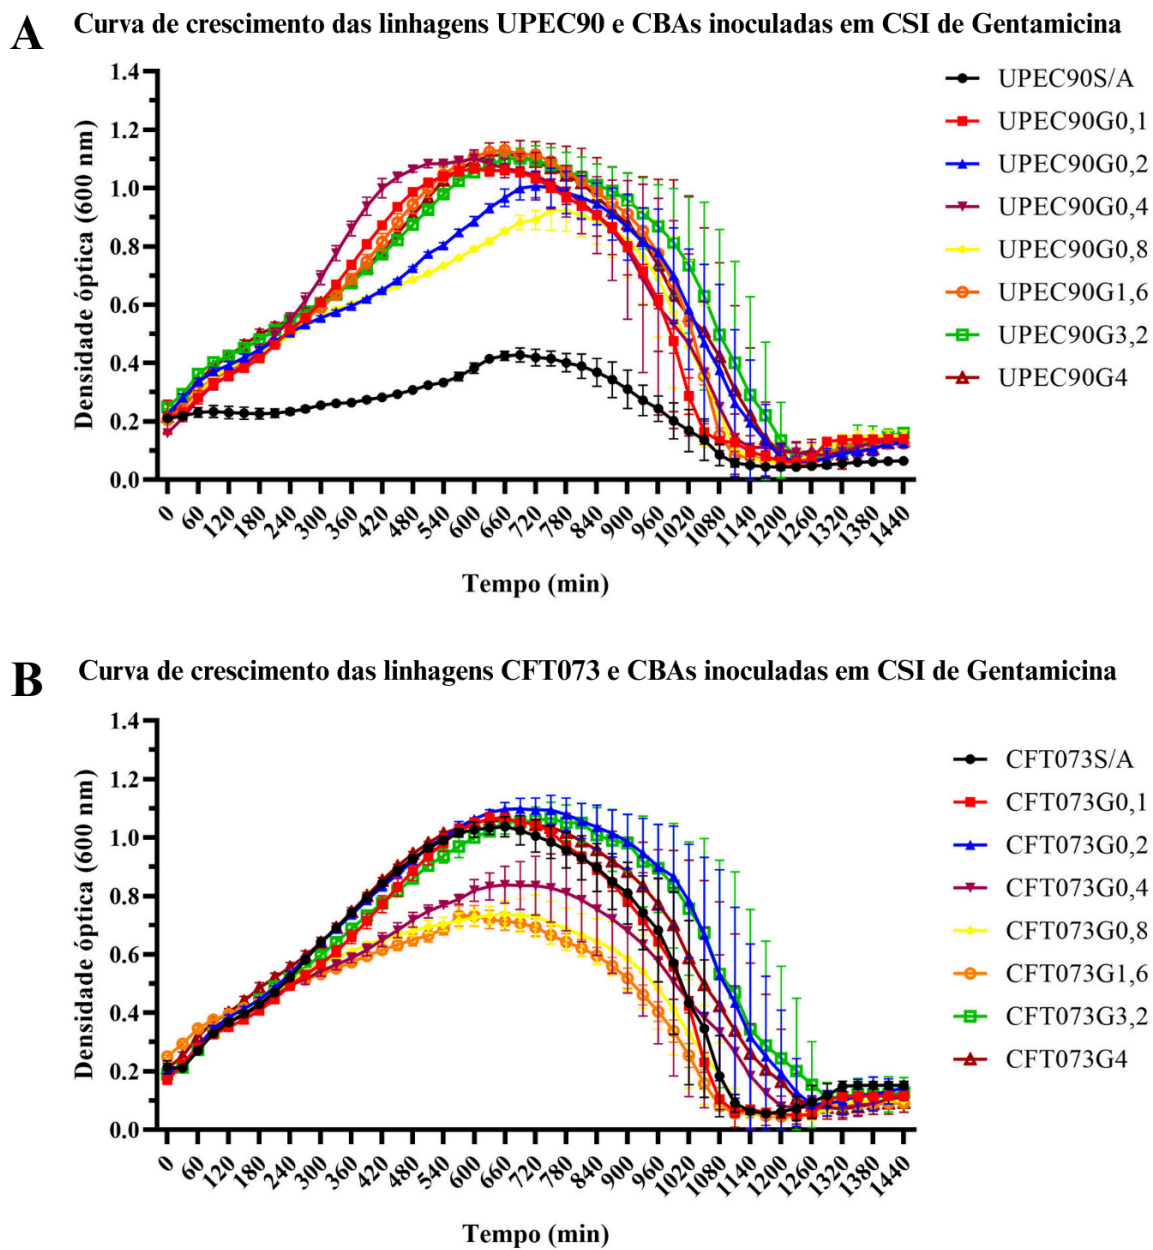 A
Curva de crescimento das linhagens UPEC90 e CBAs inoculadas em CSI de Gentamicina
Densidade óptica (600 nm)
1.4
1.2
1.0
0.8
0.6
0.4
0.2
0.0
0 60 120 180 240 300 360 420 480 540 600 660 720 780 840 900 960 1020 1080 1140 1200 1260 1320 1380 1440
Tempo (min)
UPEC90S/A
UPEC90G0,1
UPEC90G0,2
UPEC90G0,4
UPEC90G0,8
UPEC90G1,6
UPEC90G3,2
UPEC90G4
B
Curva de crescimento das linhagens CFT073 e CBAs inoculadas em CSI de Gentamicina
Densidade óptica (600 nm)
1.4
1.2
1.0
0.8
0.6
0.4
0.2
0.0
0 60 120 180 240 300 360 420 480 540 600 660 720 780 840 900 960 1020 1080 1140 1200 1260 1320 1380 1440
Tempo (min)
CFT073S/A
CFT073G0,1
CFT073G0,2
CFT073G0,4
CFT073G0,8
CFT073G1,6
CFT073G3,2
CFT073G4